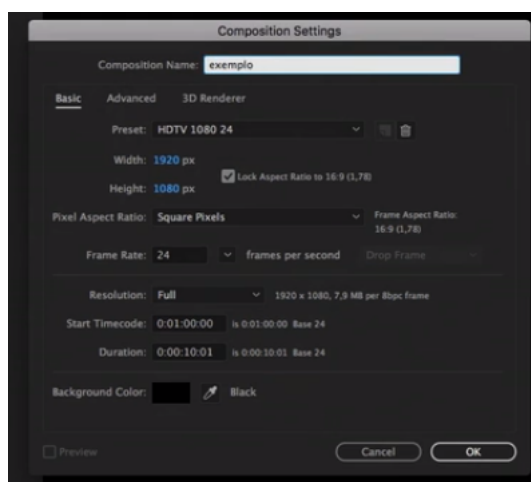 Composition Settings
Composition Name: exemplo
Basic Advanced 3D Renderer
Preset: HDTV 1080 24
Width: 1920 px
Lock Aspect Ratio to 16:9 (1,78)
Height: 1080 px
Pixel Aspect Ratio: Square Pixels
Frame Aspect Ratio:
16:9 (1,78)
Frame Rate: 24 frames per second Drop Frame
Resolution: Full 1920 x 1080, 7,9 MB per 8bpc frame
Start Timecode: 0:01:00:00 is 0:01:00:00 Base 24
Duration: 0:00:10:01 is 0:00:10:01 Base 24
Background Color: Black
Preview Cancel OK